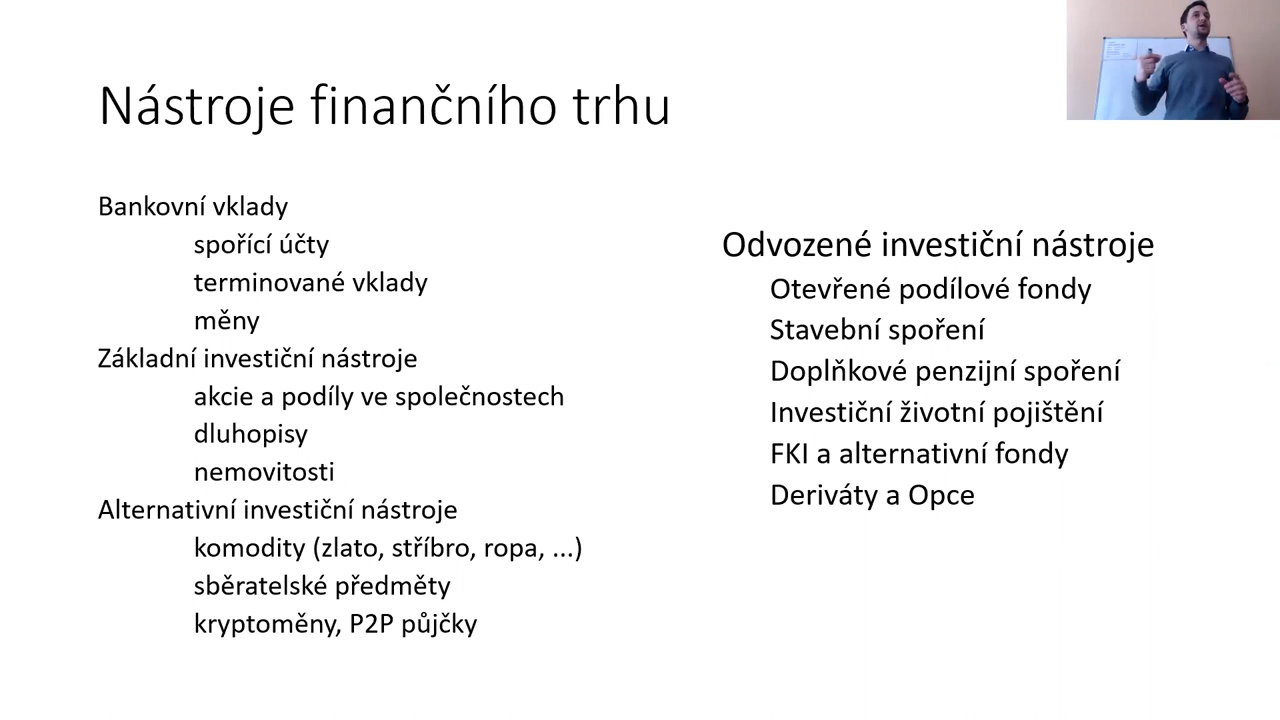 Nástroje finančního trhu
Bankovní vklady
spořící účty
terminované vklady
měny
Základní investiční nástroje
akcie a podíly ve společnostech
dluhopisy
nemovitosti
Alternativní investiční nástroje
komodity (zlato, stříbro, ropa, ...)
sběratelské předměty
kryptoměny, P2P půjčky
Odvozené investiční nástroje
Otevřené podílové fondy
Stavební spoření
Doplňkové penzijní spoření
Investiční životní pojištění
FKI a alternativní fondy
Deriváty a Opce